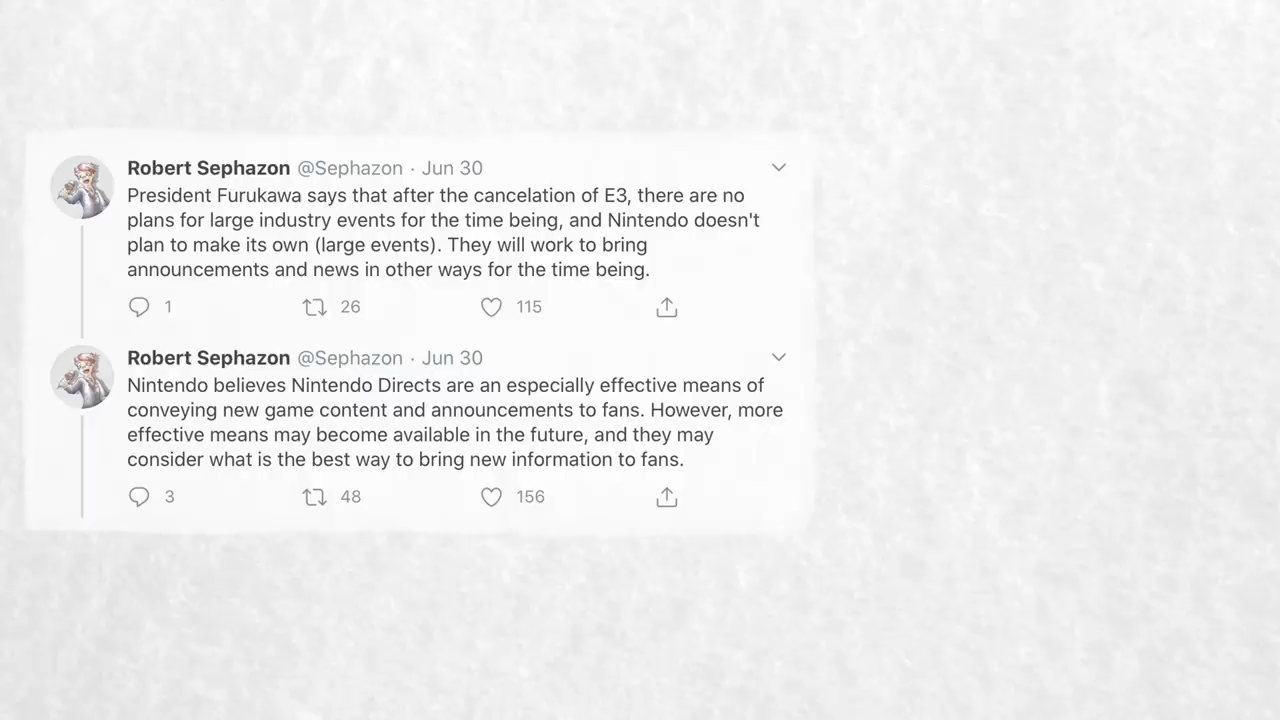 Robert Sephazon @Sephazon · Jun 30
President Furukawa says that after the cancelation of E3, there are no
plans for large industry events for the time being, and Nintendo doesn't
plan to make its own (large events). They will work to bring
announcements and news in other ways for the time being.
1 26 115
Robert Sephazon @Sephazon · Jun 30
Nintendo believes Nintendo Directs are an especially effective means of
conveying new game content and announcements to fans. However, more
effective means may become available in the future, and they may
consider what is the best way to bring new information to fans.
3 48 156